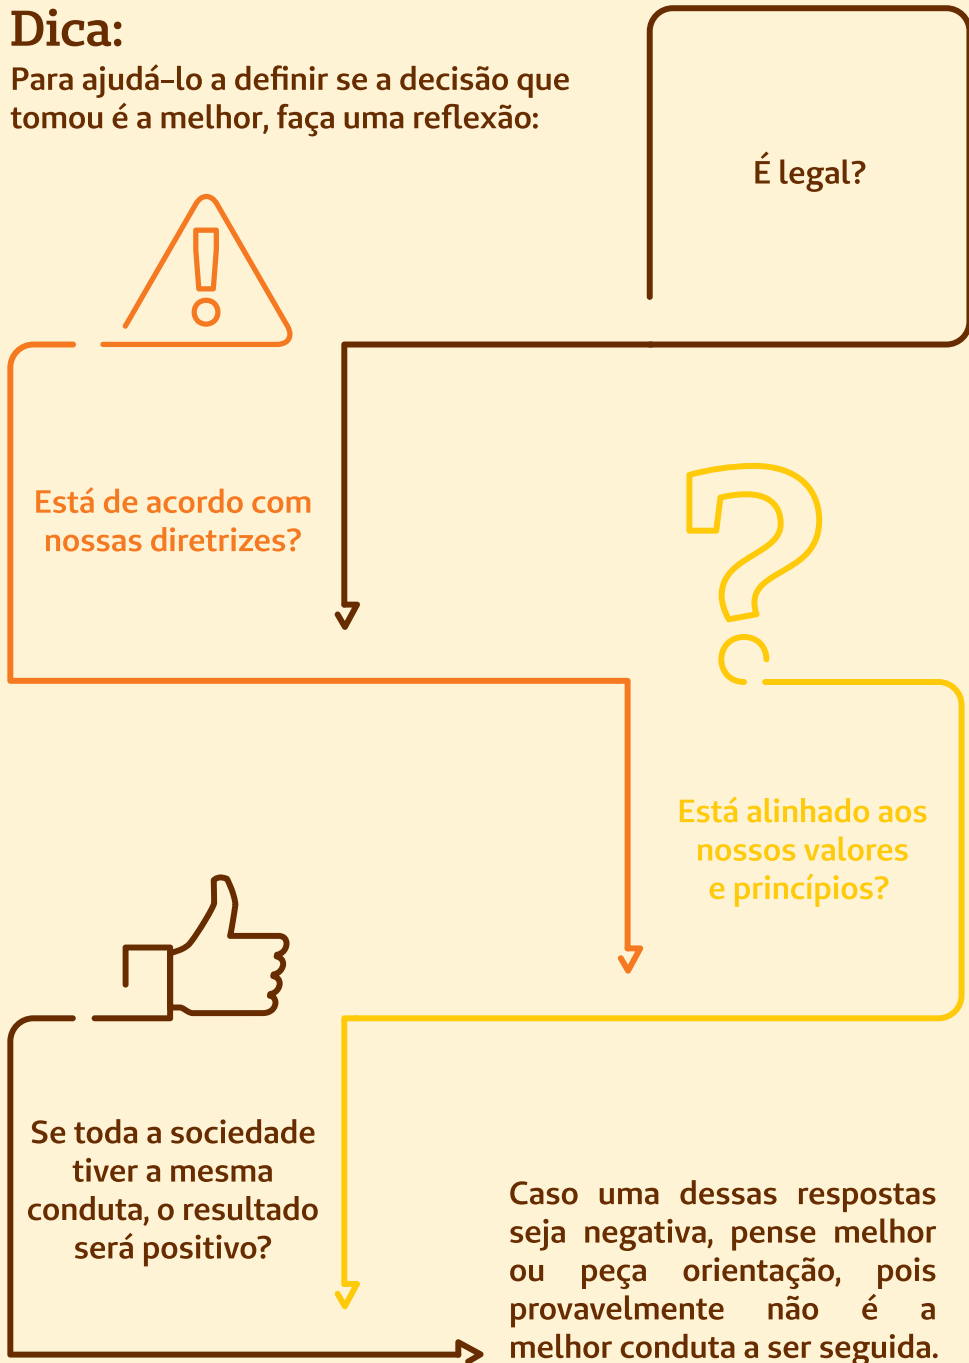 Dica:
Para ajudá-lo a definir se a decisão que
tomou é a melhor, faça uma reflexão:
É legal?
Está de acordo com
nossas diretrizes?
Está alinhado aos
nossos valores
e princípios?
Se toda a sociedade
tiver a mesma
conduta, o resultado
será positivo?
Caso uma dessas respostas
seja negativa, pense melhor
ou peça orientação, pois
provavelmente não é a
melhor conduta a ser seguida.